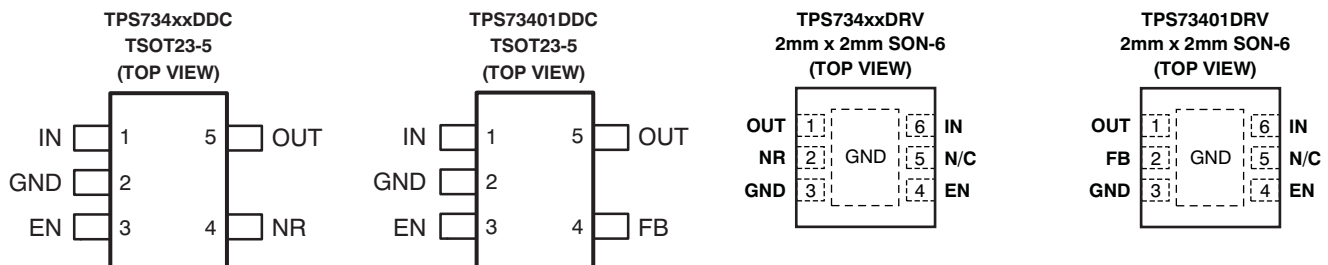 TPS734xxDDC
TSOT23-5
(TOP VIEW)
IN 1 5 OUT
GND 2
EN 3 4 NR
TPS73401DDC
TSOT23-5
(TOP VIEW)
IN 1 5 OUT
GND 2
EN 3 4 FB
TPS734xxDRV
2mm x 2mm SON-6
(TOP VIEW)
OUT 1 6 IN
NR 2 GND 5 N/C
GND 3 4 EN
TPS73401DRV
2mm x 2mm SON-6
(TOP VIEW)
OUT 1 6 IN
FB 2 GND 5 N/C
GND 3 4 EN